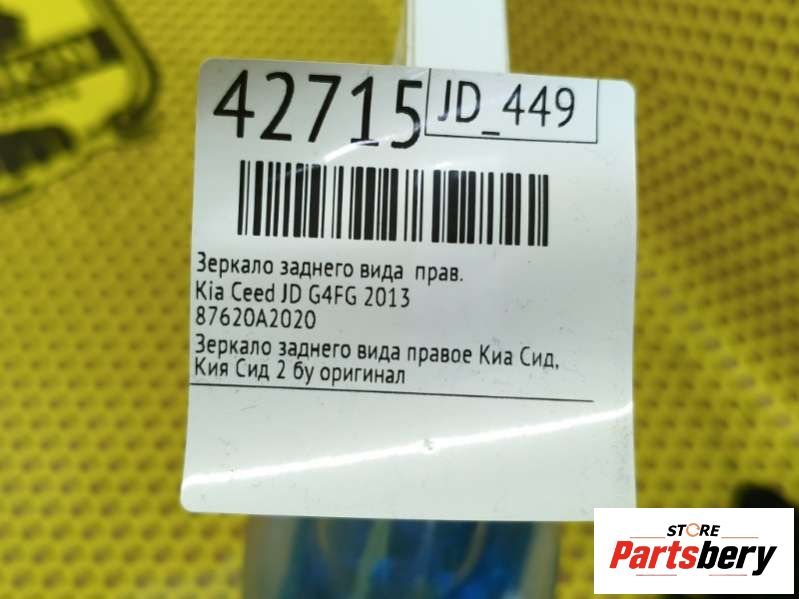 42715
JD_449
Зеркало заднего вида прав.
Kia Ceed JD G4FG 2013
87620A2020
Зеркало заднего вида правое Киа Сид,
Кия Сид 2 бу оригинал
STORE
Partsbery